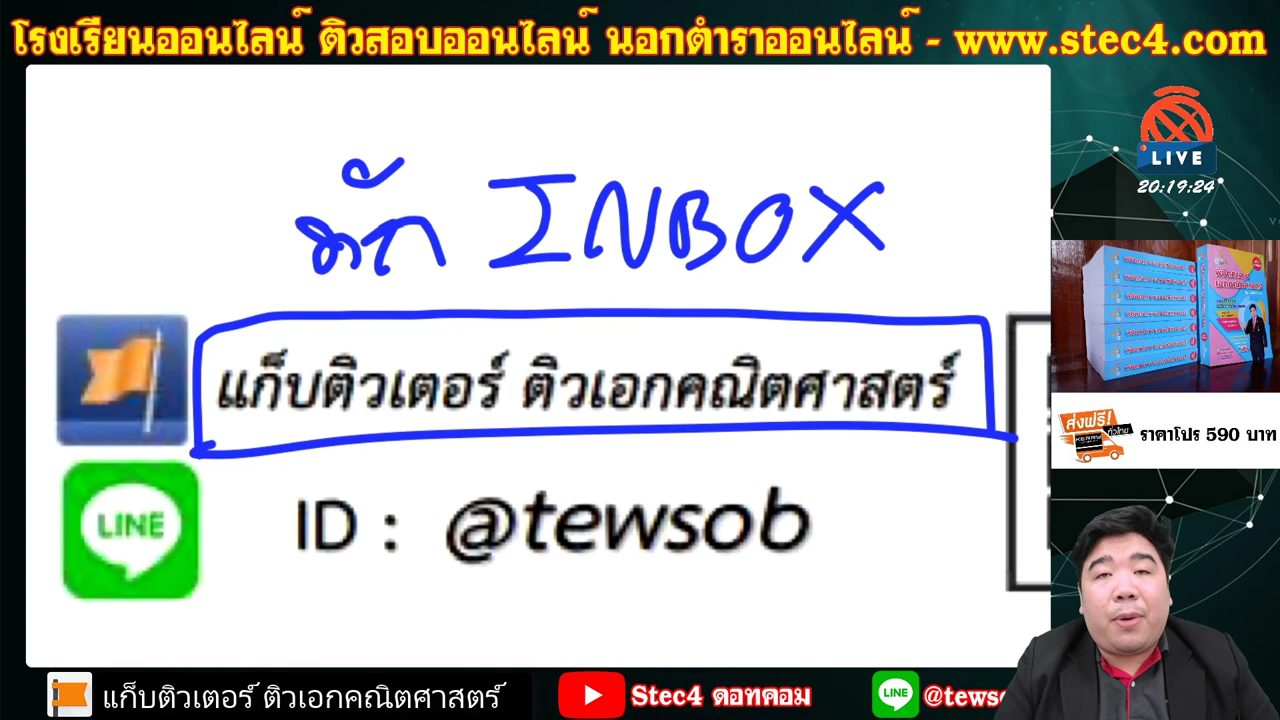 โรงเรียนออนไลน์ ติวสอบออนไลน์ นอกตำราออนไลน์ - www.stec4.com
LIVE
20:19:24
ทัก INBOX
แก็บติวเตอร์ ติวเอกคณิตศาสตร์
LINE
ID : @tewsob
ส่งฟรี!
ทั่วไทย
ราคาโปร 590 บาท
แก็บติวเตอร์ ติวเอกคณิตศาสตร์
Stec4 ดอทคอม
LINE